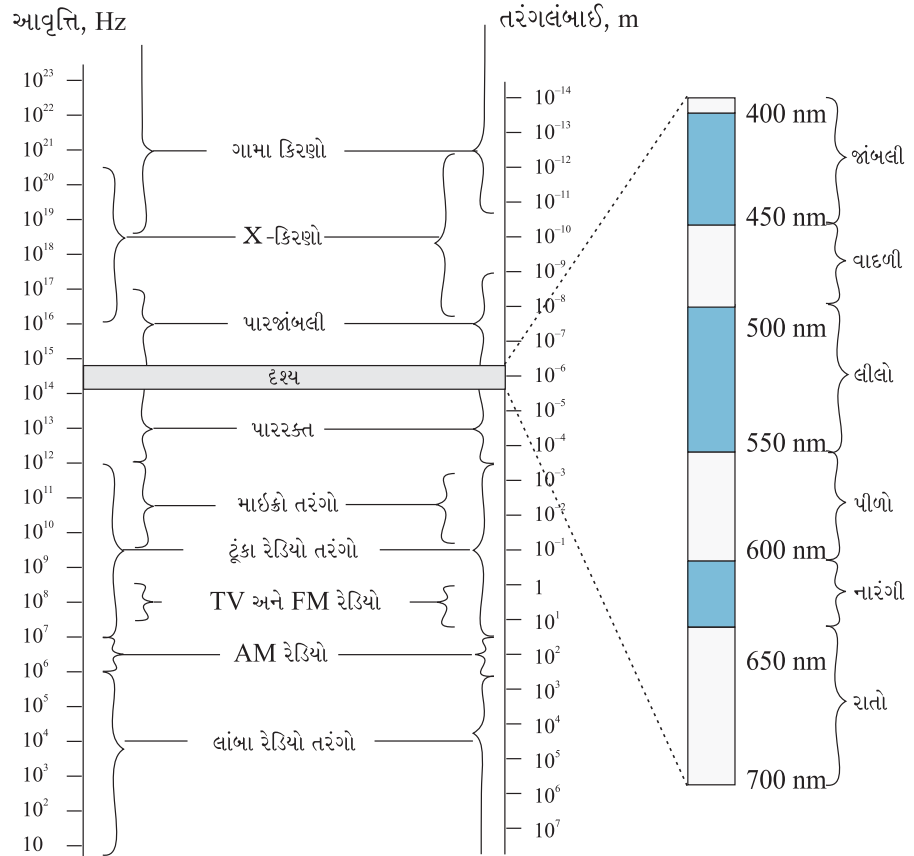 આવૃત્તિ, Hz
તરંગલંબાઈ, m
10²³
10²²
10²¹
10²⁰
10¹⁹
10¹⁸
10¹⁷
10¹⁶
10¹⁵
10¹⁴
10¹³
10¹²
10¹¹
10¹⁰
10⁹
10⁸
10⁷
10⁶
10⁵
10⁴
10³
10²
10
ગામા કિરણો
X-કિરણો
પારજાંબલી
દૃશ્ય
પારરક્ત
માઇક્રો તરંગો
ટૂંકા રેડિયો તરંગો
TV અને FM રેડિયો
AM રેડિયો
લાંબા રેડિયો તરંગો
10⁻¹⁴
10⁻¹³
10⁻¹²
10⁻¹¹
10⁻¹⁰
10⁻⁹
10⁻⁸
10⁻⁷
10⁻⁶
10⁻⁵
10⁻⁴
10⁻³
10⁻²
10⁻¹
1
10¹
10²
10³
10⁴
10⁵
10⁶
10⁷
400 nm
450 nm
500 nm
550 nm
600 nm
650 nm
700 nm
જાંબલી
વાદળી
લીલો
પીળો
નારંગી
રાતો